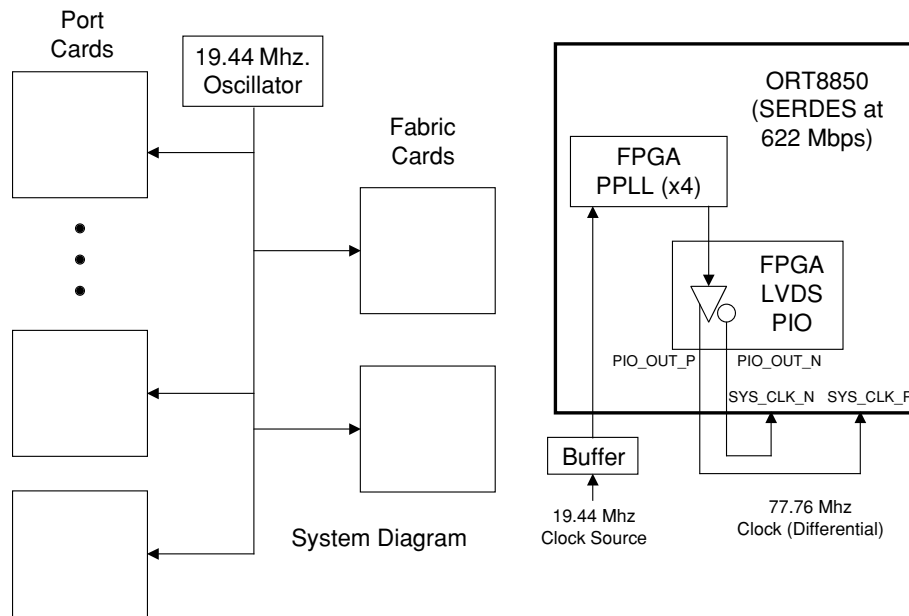 Port
Cards
19.44 Mhz.
Oscillator
Fabric
Cards
System Diagram
ORT8850
(SERDES at
622 Mbps)
FPGA
PPLL (x4)
FPGA
LVDS
PIO
PIO_OUT_P
PIO_OUT_N
SYS_CLK_N
SYS_CLK_P
Buffer
19.44 Mhz
Clock Source
77.76 Mhz
Clock (Differential)